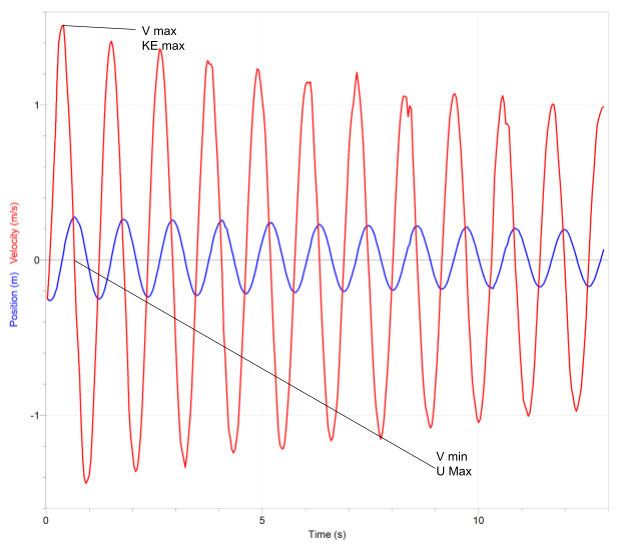 V max
KE max
1
0
-1
Position (m) Velocity (m/s)
V min
U Max
0
5
10
Time (s)